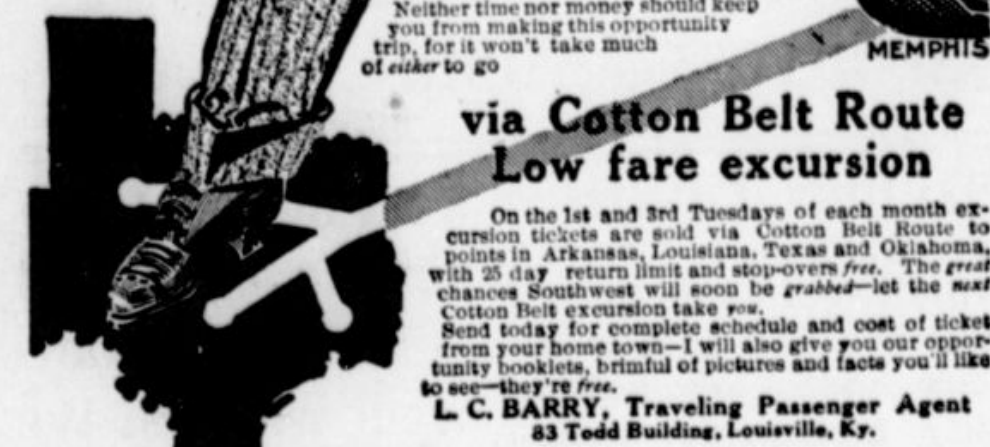 Neither time nor money should keep
you from making this opportunity
trip, for it won't take much
of either to go
MEMPHIS
via Cotton Belt Route
Low fare excursion
On the 1st and 3rd Tuesdays of each month ex-
cursion tickets are sold via Cotton Belt Route to
points in Arkansas, Louisiana, Texas and Oklahoma,
with 25 day return limit and stop-overs free. The great
chances Southwest will soon be grabbed—let the next
Cotton Belt excursion take you.
Send today for complete schedule and cost of ticket
from your home town—I will also give you our oppor-
tunity booklets, brimful of pictures and facts you'll like
to see—they're free.
L. C. BARRY, Traveling Passenger Agent
83 Todd Building, Louisville, Ky.